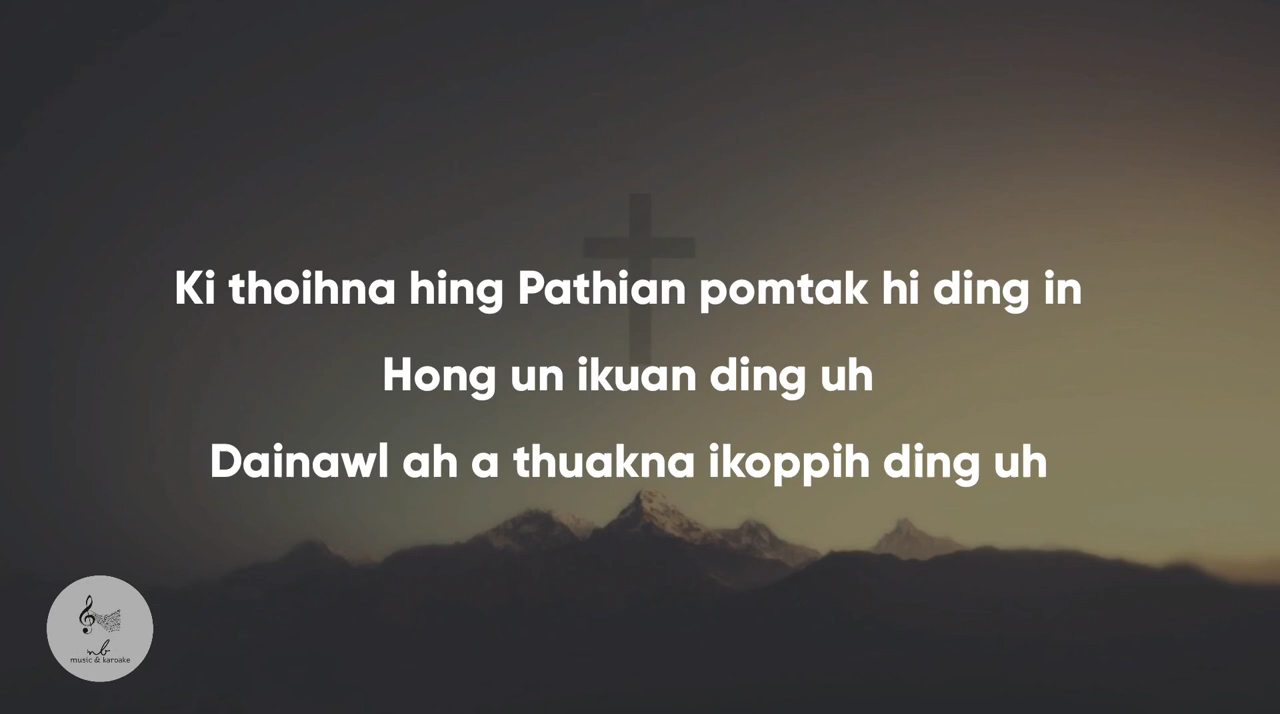 Ki thoihna hing Pathian pomtak hi ding in
Hong un ikuan ding uh
Dainawl ah a thuakna ikoppih ding uh
nb
music & karoake